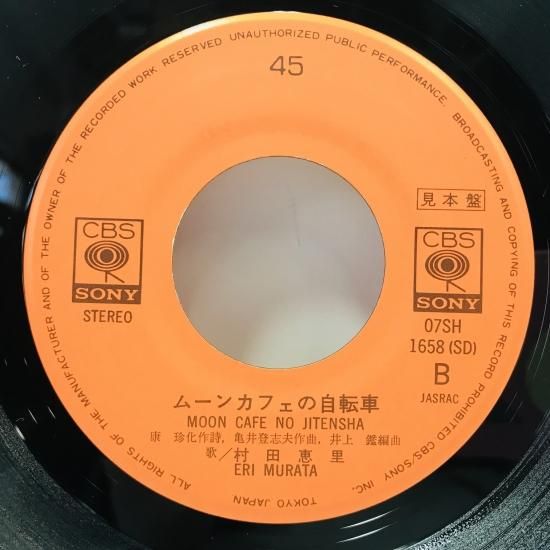 ALL RIGHTS OF THE MANUFACTURER AND OF THE OWNER OF THE RECORDED WORK RESERVED UNAUTHORIZED PUBLIC PERFORMANCE, BROADCASTING AND COPYING OF THIS RECORD PROHIBITED CBS/SONY INC. TOKYO JAPAN
45
見本盤
CBS
SONY
STEREO
CBS
SONY
07SH
1658 (SD)
B
JASRAC
ムーンカフェの自転車
MOON CAFE NO JITENSHA
康 珍化作詩, 亀井登志夫作曲, 井上 鑑編曲
歌/村田恵里
ERI MURATA